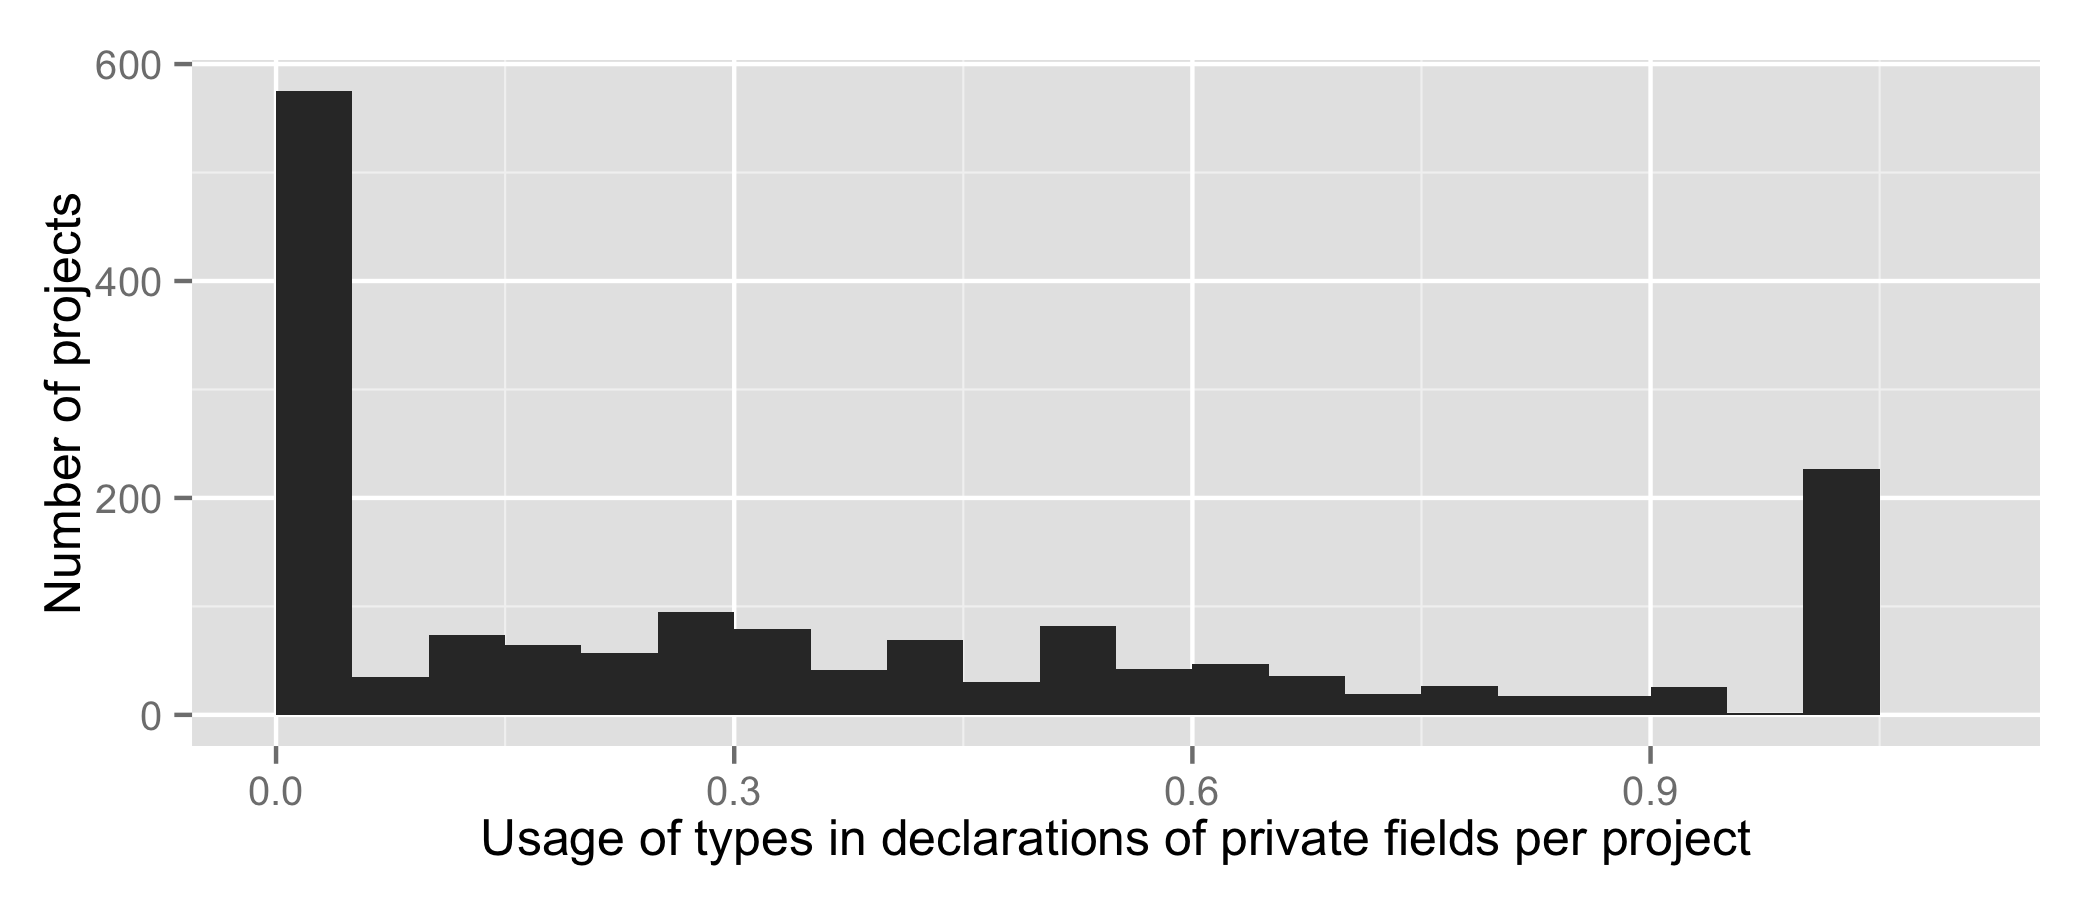 Number of projects
600
400
200
0
0.0 0.3 0.6 0.9
Usage of types in declarations of private fields per project